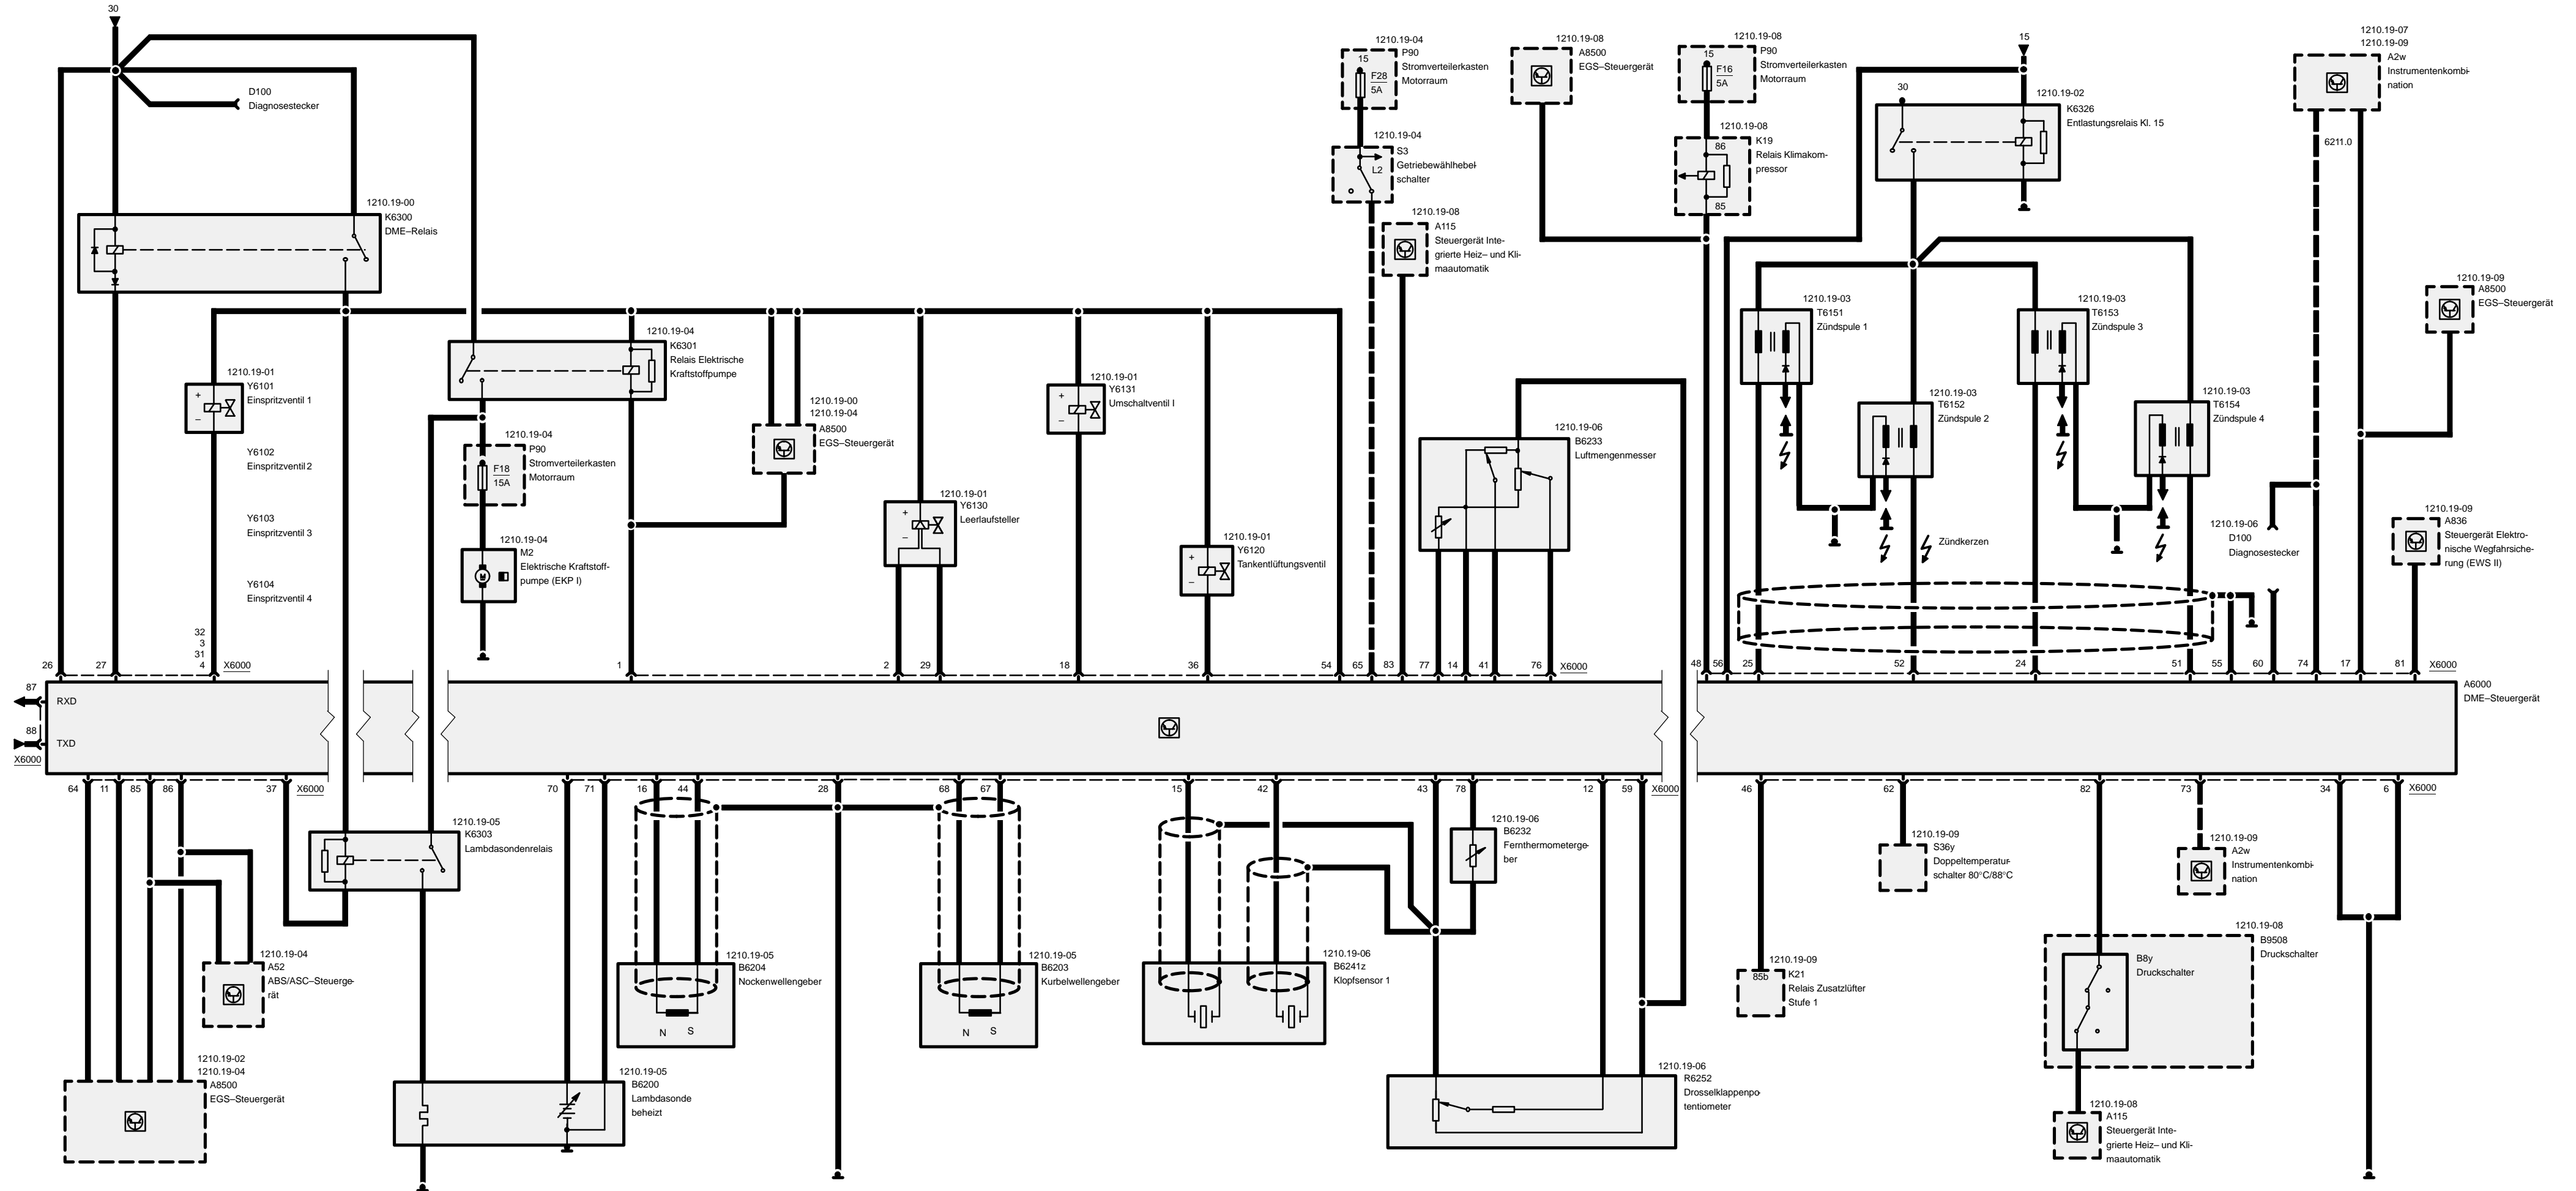 30
D100
Diagnosestecker
1210.19-00
K6300
DME–Relais
1210.19-01
Y6101
Einspritzventil 1
+
–
Y6102
Einspritzventil 2
Y6103
Einspritzventil 3
Y6104
Einspritzventil 4
1210.19-04
K6301
Relais Elektrische
Kraftstoffpumpe
1210.19-04
P90
Stromverteilerkasten
Motorraum
F18
15A
1210.19-04
M2
Elektrische Kraftstoff-
pumpe (EKP I)
M
1210.19-00
1210.19-04
A8500
EGS–Steuergerät
1210.19-01
Y6130
Leerlaufsteller
+
–
1210.19-01
Y6131
Umschaltventil I
+
–
1210.19-01
Y6120
Tankentlüftungsventil
+
–
1210.19-04
P90
Stromverteilerkasten
Motorraum
15
F28
5A
1210.19-04
S3
Getriebewählhebel-
schalter
L2
1210.19-08
A115
Steuergerät Inte-
grierte Heiz– und Kli-
maautomatik
1210.19-08
A8500
EGS–Steuergerät
1210.19-08
P90
Stromverteilerkasten
Motorraum
15
F16
5A
1210.19-08
K19
Relais Klimakom-
pressor
86
85
1210.19-06
B6233
Luftmengenmesser
15
30
1210.19-02
K6326
Entlastungsrelais Kl. 15
1210.19-03
T6151
Zündspule 1
1210.19-03
T6152
Zündspule 2
1210.19-03
T6153
Zündspule 3
1210.19-03
T6154
Zündspule 4
Zündkerzen
1210.19-07
1210.19-09
A2w
Instrumentenkombi-
nation
6211.0
1210.19-09
A8500
EGS–Steuergerät
1210.19-06
D100
Diagnosestecker
1210.19-09
A836
Steuergerät Elektro-
nische Wegfahrsiche-
rung (EWS II)
26
27
32
3
31
4
X6000
1
2
29
18
36
54
65
83
77
14
41
76
X6000
48
56
25
52
24
51
55
60
74
17
81
X6000
87
RXD
88
TXD
X6000
A6000
DME–Steuergerät
64
11
85
86
37
X6000
70
71
16
44
28
68
67
15
42
43
78
12
59
X6000
46
62
82
73
34
6
X6000
1210.19-05
K6303
Lambdasondenrelais
1210.19-04
A52
ABS/ASC–Steuerge-
rät
1210.19-02
1210.19-04
A8500
EGS–Steuergerät
1210.19-05
B6200
Lambdasonde
beheizt
1210.19-05
B6204
Nockenwellengeber
N
S
1210.19-05
B6203
Kurbelwellengeber
N
S
1210.19-06
B6241z
Klopfsensor 1
1210.19-06
B6232
Fernthermometerge-
ber
1210.19-06
R6252
Drosselklappenpo-
tentiometer
1210.19-09
K21
Relais Zusatzlüfter
Stufe 1
85b
1210.19-09
S36y
Doppeltemperatur-
schalter 80°C/88°C
1210.19-09
A2w
Instrumentenkombi-
nation
1210.19-08
B9508
Druckschalter
B8y
Druckschalter
1210.19-08
A115
Steuergerät Inte-
grierte Heiz– und Kli-
maautomatik